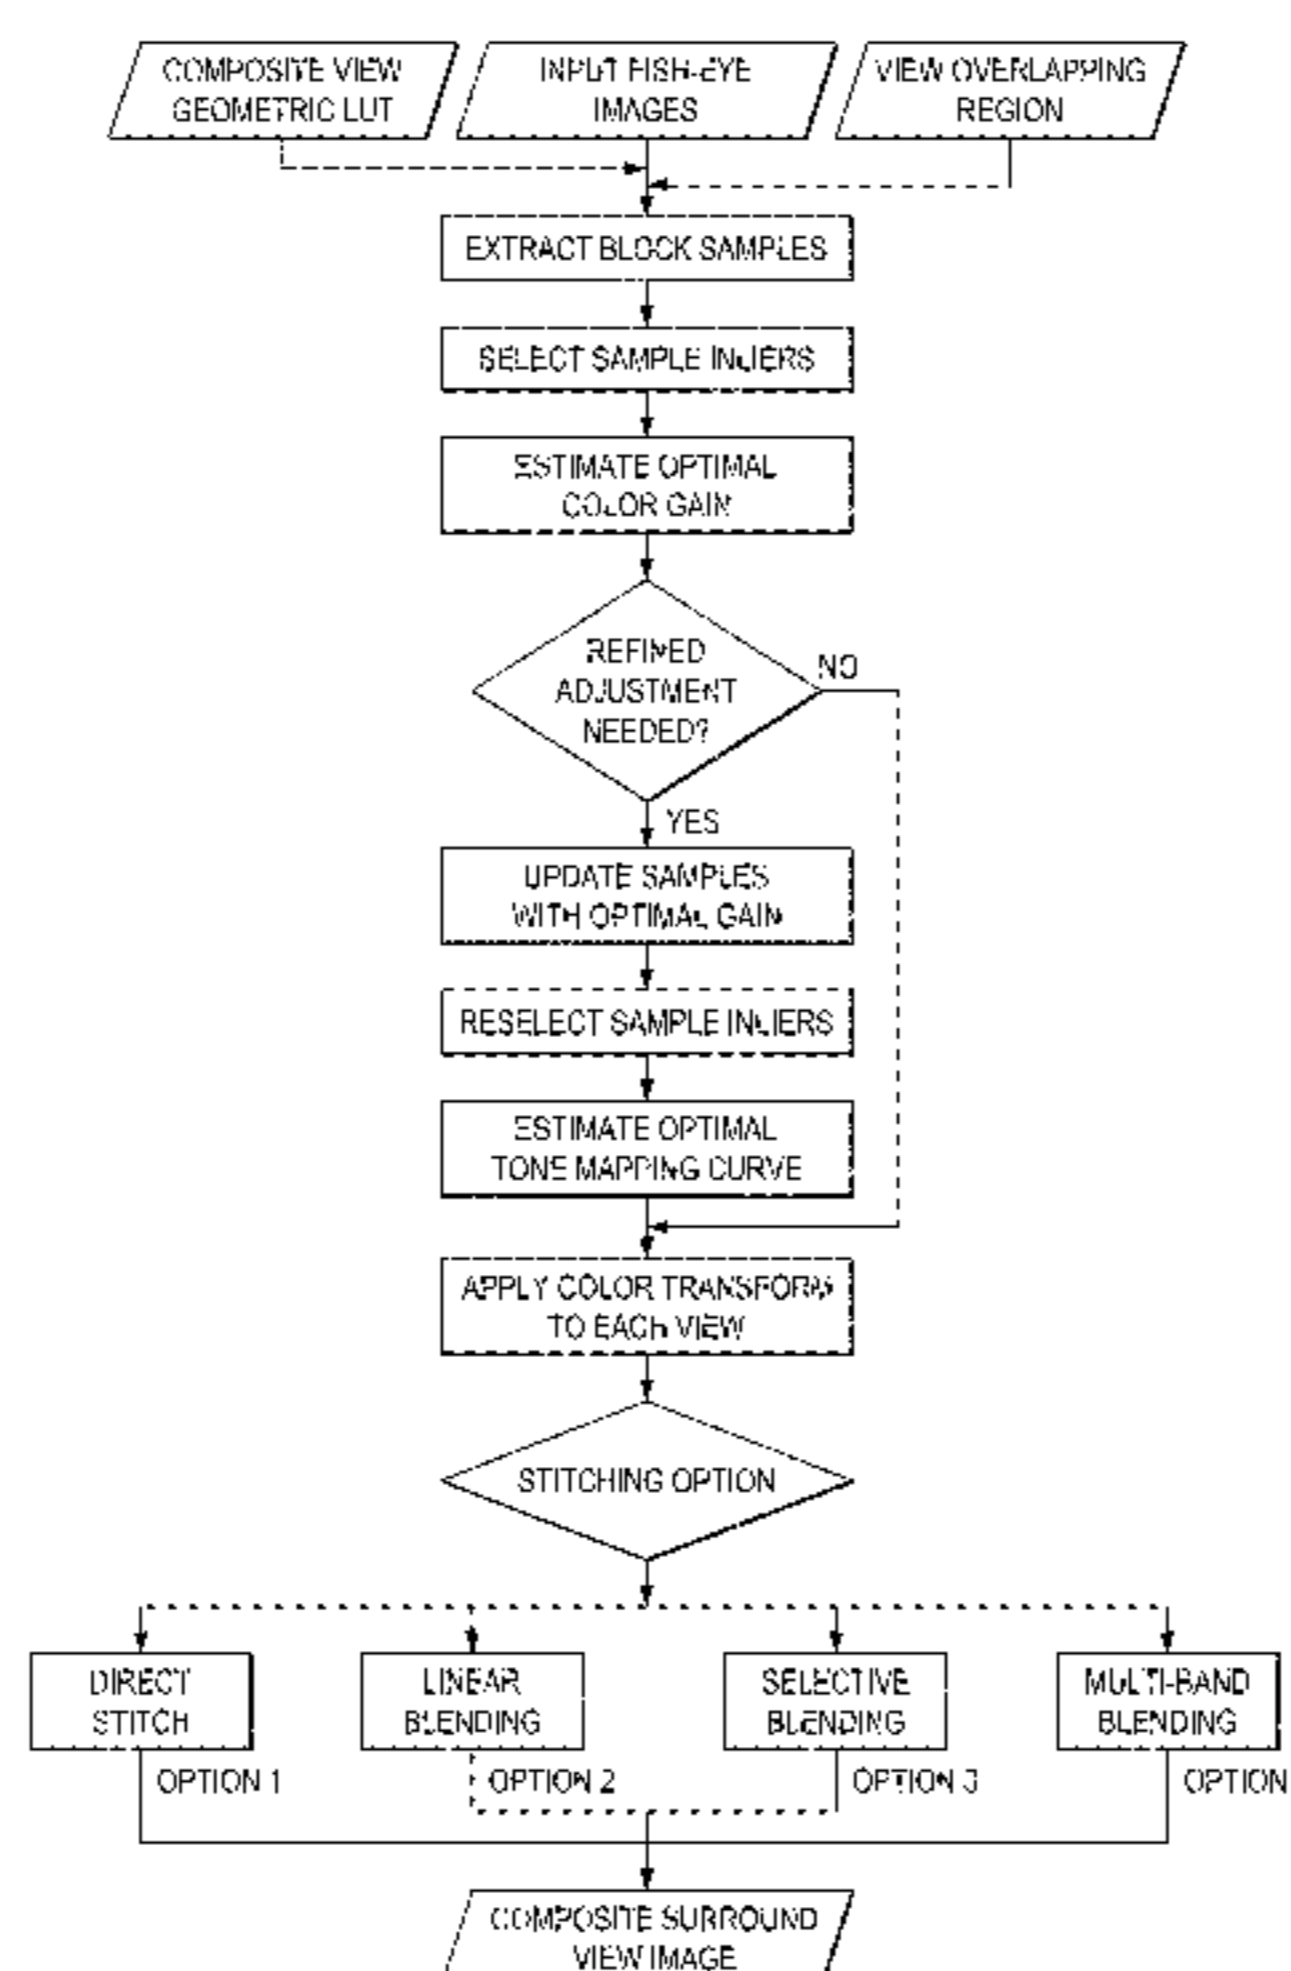 COMPOSITE VIEW
GEOMETRIC LUT
INPUT FISH-EYE
IMAGES
VIEW OVERLAPPING
REGION
EXTRACT BLOCK SAMPLES
SELECT SAMPLE INLIERS
ESTIMATE OPTIMAL
COLOR GAIN
REFINED
ADJUSTMENT
NEEDED?
NO
YES
UPDATE SAMPLES
WITH OPTIMAL GAIN
RESELECT SAMPLE INLIERS
ESTIMATE OPTIMAL
TONE MAPPING CURVE
APPLY COLOR TRANSFORM
TO EACH VIEW
STITCHING OPTION
DIRECT
STITCH
LINEAR
BLENDING
SELECTIVE
BLENDING
MULTI-BAND
BLENDING
OPTION 1
OPTION 2
OPTION 3
OPTION
COMPOSITE SURROUND
VIEW IMAGE